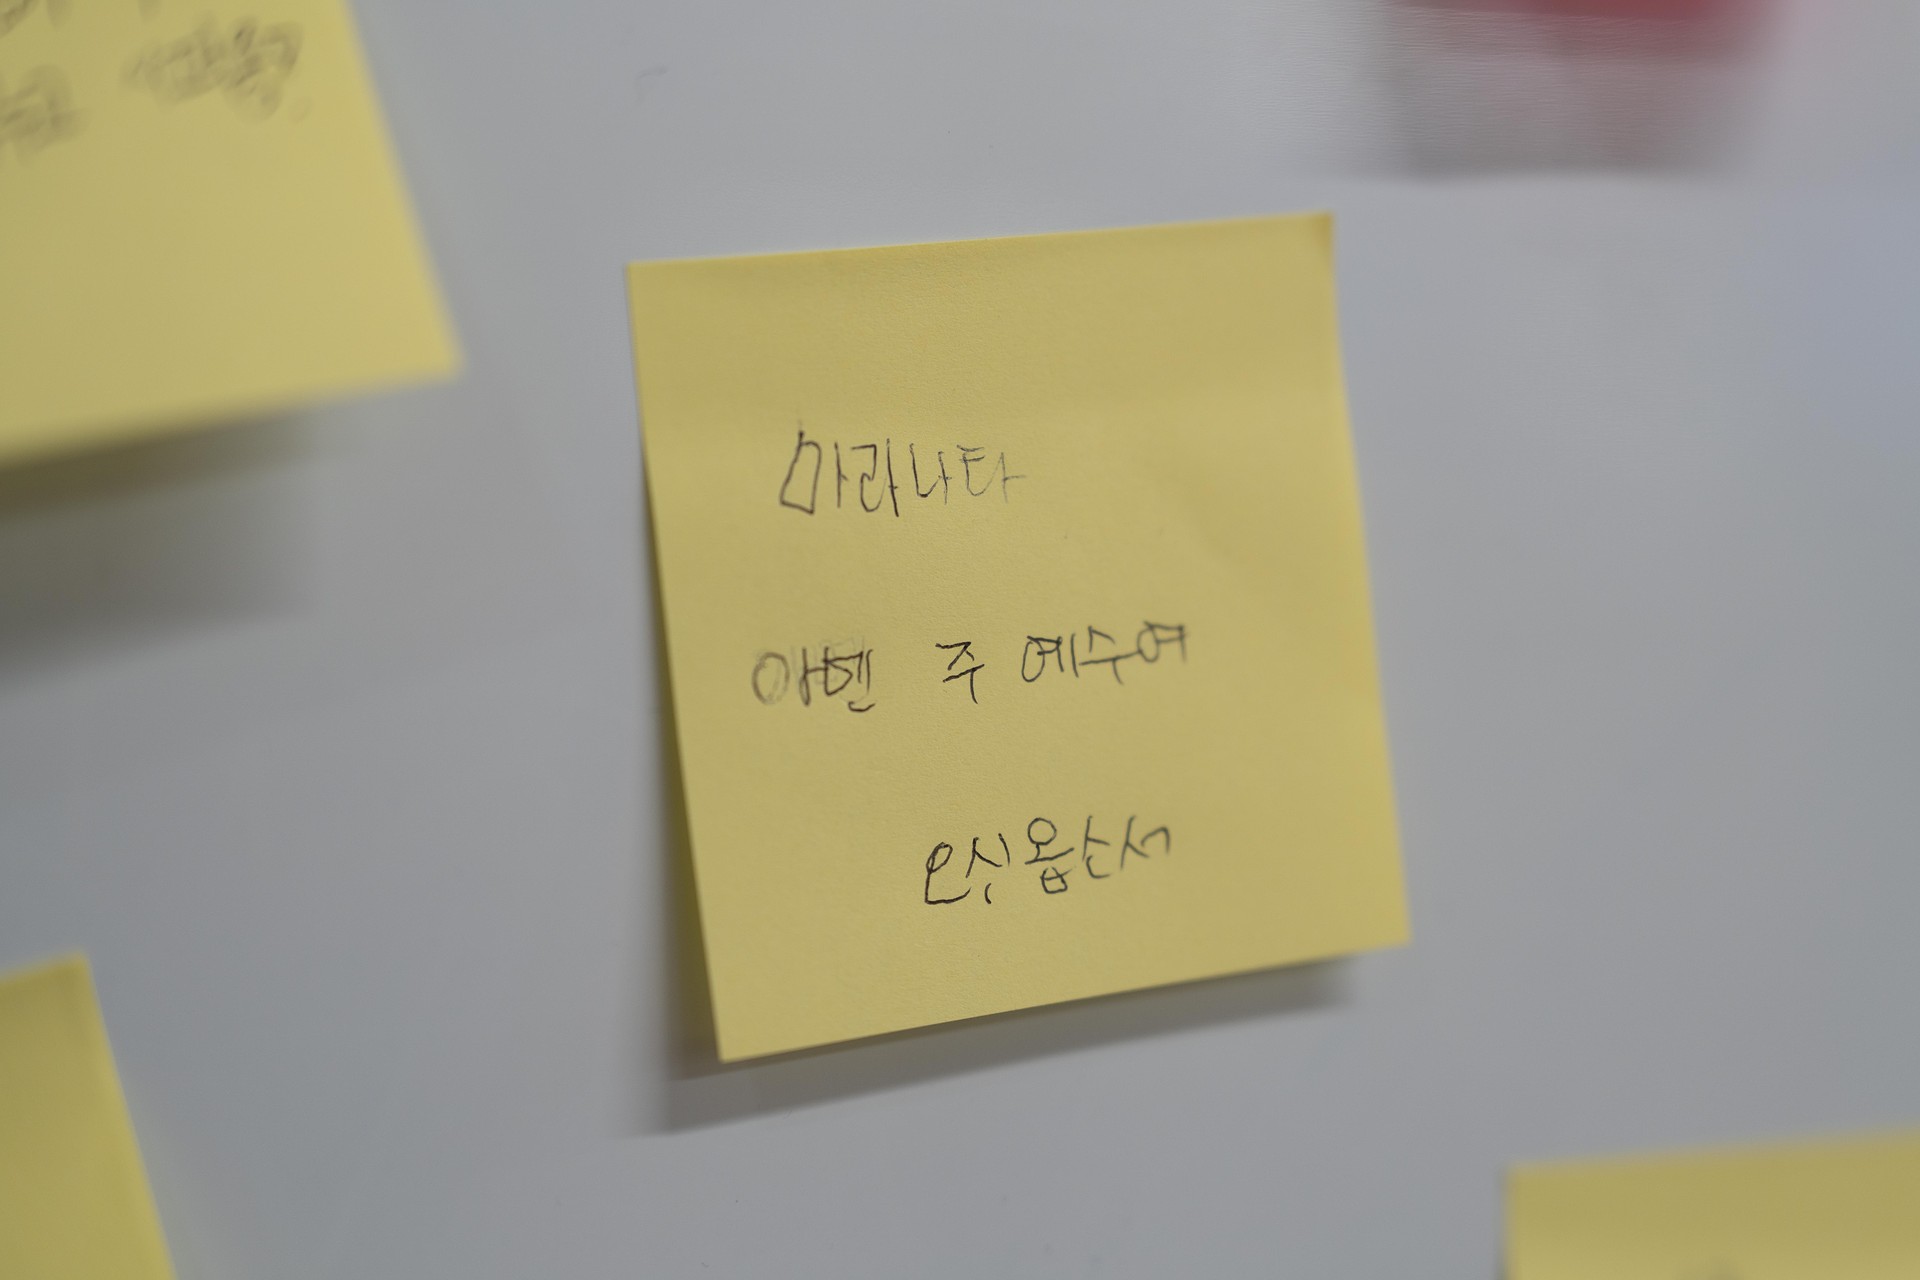 마라나타
아멘 주 예수여
오시옵소서